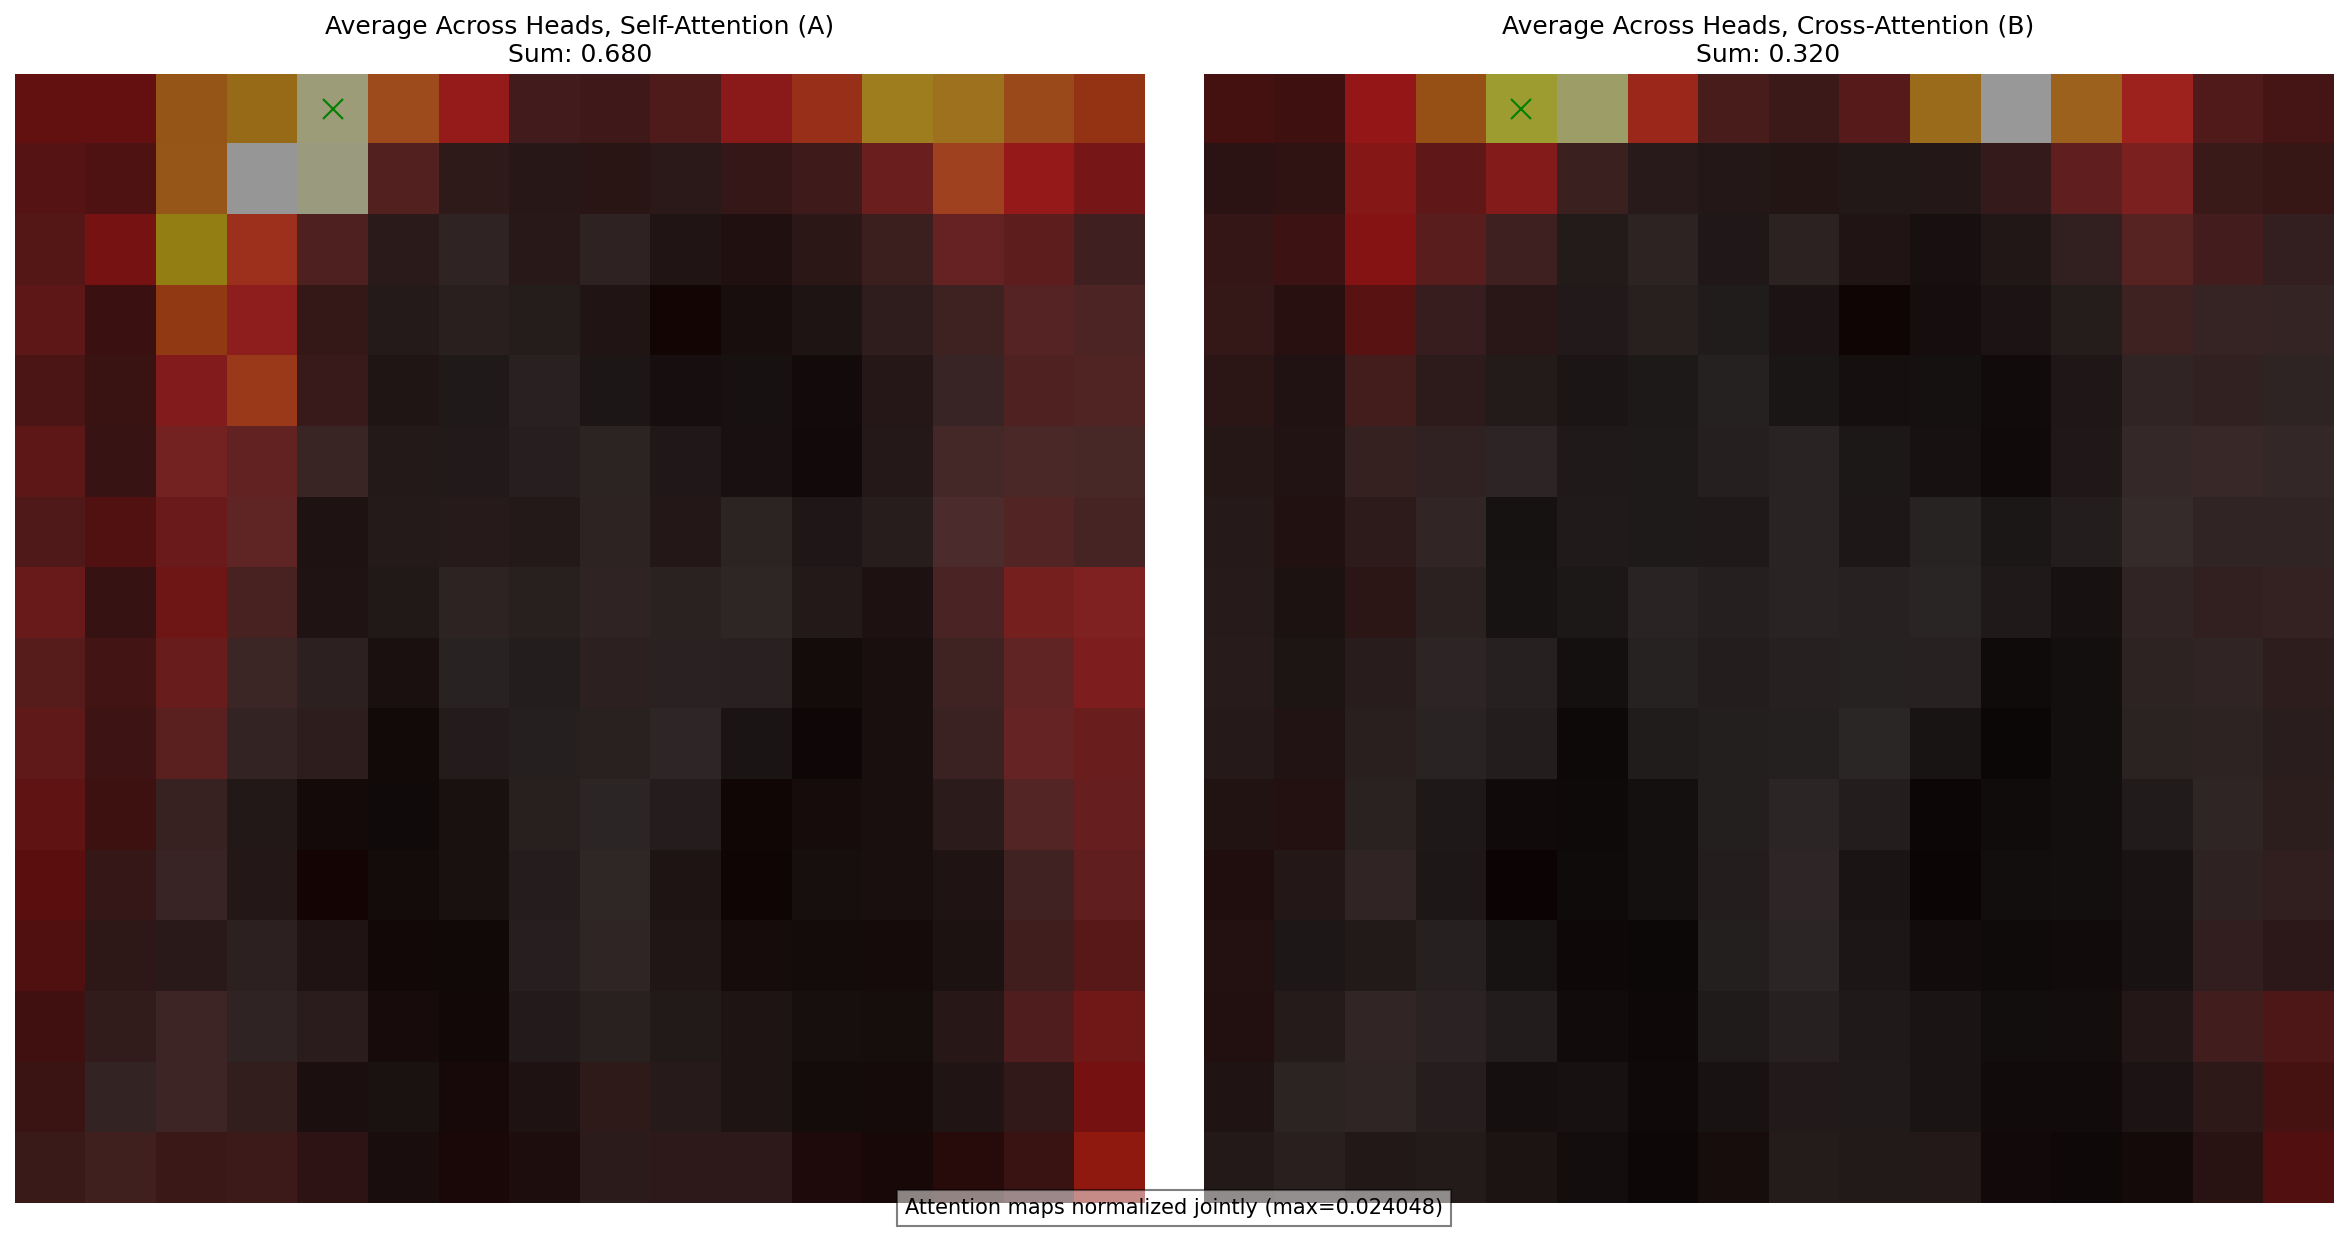 Average Across Heads, Self-Attention (A)
Sum: 0.680
Average Across Heads, Cross-Attention (B)
Sum: 0.320
Attention maps normalized jointly (max=0.024048)